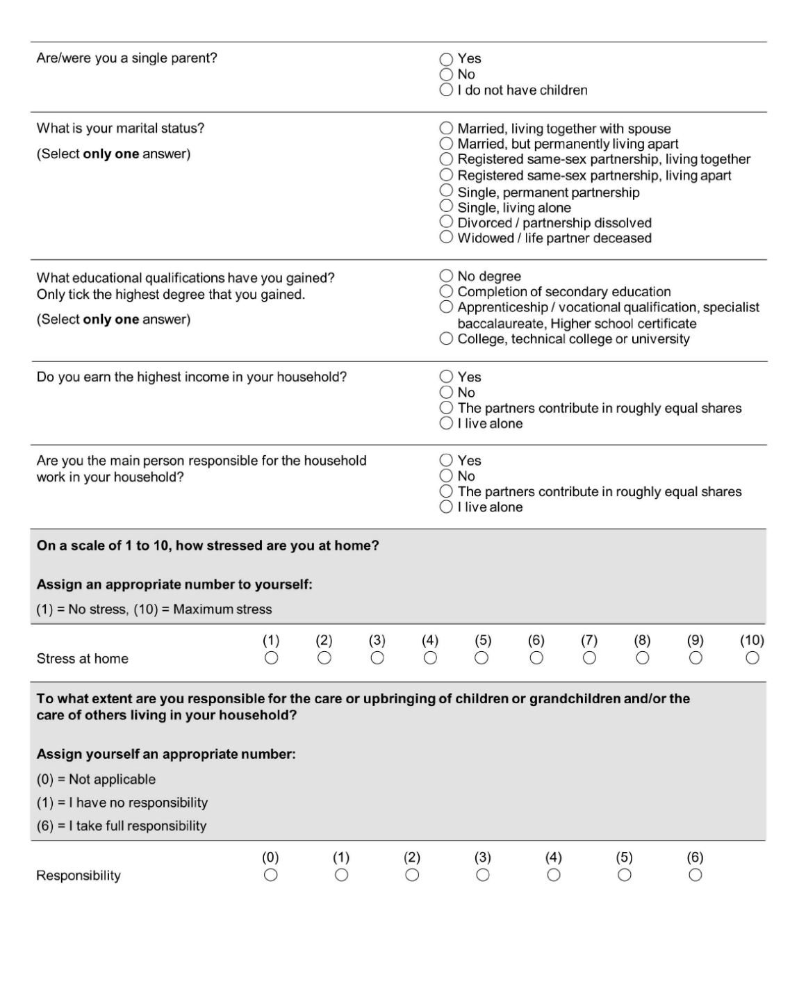 Are/were you a single parent?
Yes
No
I do not have children
What is your marital status?
(Select only one answer)
Married, living together with spouse
Married, but permanently living apart
Registered same-sex partnership, living together
Registered same-sex partnership, living apart
Single, permanent partnership
Single, living alone
Divorced / partnership dissolved
Widowed / life partner deceased
What educational qualifications have you gained?
Only tick the highest degree that you gained.
(Select only one answer)
No degree
Completion of secondary education
Apprenticeship / vocational qualification, specialist
baccalaureate, Higher school certificate
College, technical college or university
Do you earn the highest income in your household?
Yes
No
The partners contribute in roughly equal shares
I live alone
Are you the main person responsible for the household
work in your household?
Yes
No
The partners contribute in roughly equal shares
I live alone
On a scale of 1 to 10, how stressed are you at home?
Assign an appropriate number to yourself:
(1) = No stress, (10) = Maximum stress
(1) (2) (3) (4) (5) (6) (7) (8) (9) (10)
Stress at home
To what extent are you responsible for the care or upbringing of children or grandchildren and/or the
care of others living in your household?
Assign yourself an appropriate number:
(0) = Not applicable
(1) = I have no responsibility
(6) = I take full responsibility
(0) (1) (2) (3) (4) (5) (6)
Responsibility